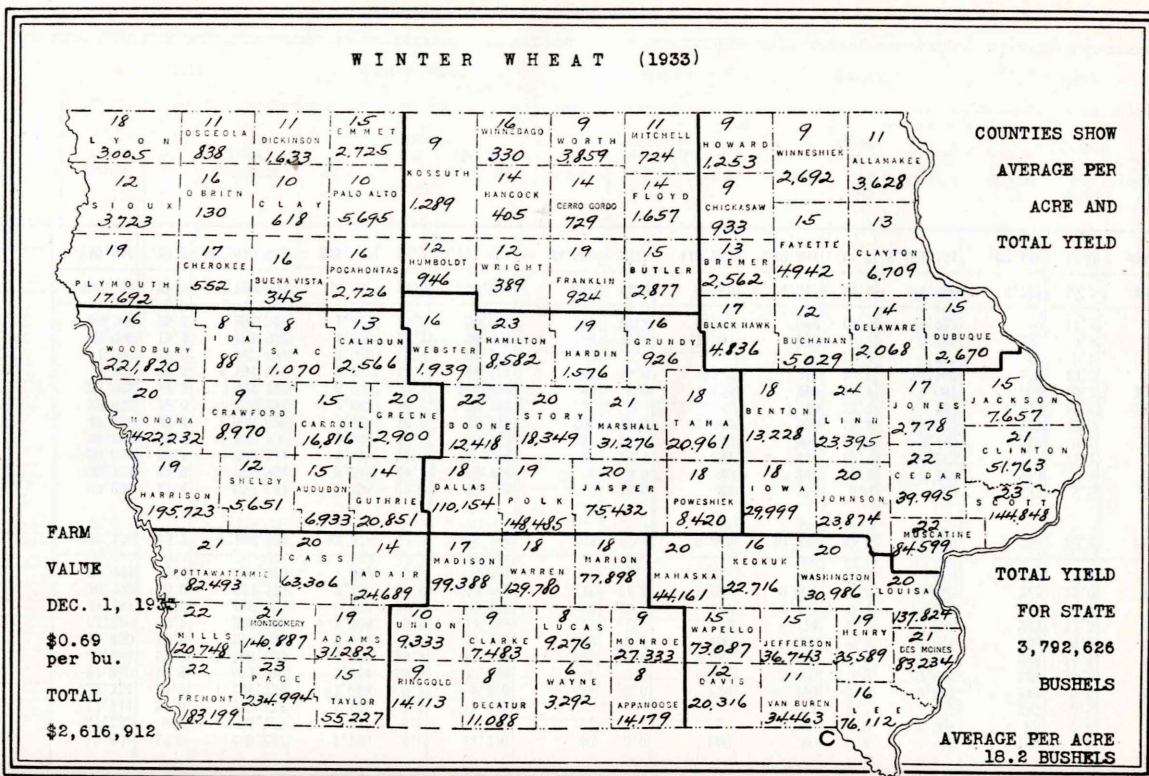 WINTER WHEAT (1933)
COUNTIES SHOW
AVERAGE PER
ACRE AND
TOTAL YIELD
18
LYON
3,005
11
OSCEOLA
838
11
DICKINSON
1,633
15
EMMET
2,725
9
KOSSUTH
1,289
16
WINNEBAGO
330
9
WORTH
3,859
11
MITCHELL
724
9
HOWARD
1,253
9
WINNESHIEK
2,692
11
ALLAMAKEE
3,628
12
SIOUX
3,723
16
O'BRIEN
130
10
CLAY
618
10
PALO ALTO
5,695
14
HANCOCK
405
14
CERRO GORDO
729
14
FLOYD
1,657
9
CHICKASAW
933
15
FAYETTE
4942
13
CLAYTON
6,709
19
PLYMOUTH
17,692
17
CHEROKEE
552
16
BUENA VISTA
345
16
POCAHONTAS
2,726
12
HUMBOLDT
946
12
WRIGHT
389
19
FRANKLIN
924
15
BUTLER
2,877
13
BREMER
2,562
16
WOODBURY
221,820
8
IDA
88
8
SAC
1,070
13
CALHOUN
2,566
16
WEBSTER
1,939
23
HAMILTON
8,582
19
HARDIN
1,576
16
GRUNDY
926
17
BLACK HAWK
4,836
12
BUCHANAN
5,029
14
DELAWARE
2,068
15
DUBUQUE
2,670
20
MONONA
422,232
9
CRAWFORD
8,970
15
CARROLL
16,816
20
GREENE
2,900
22
BOONE
12,418
20
STORY
18,349
21
MARSHALL
31,276
18
TAMA
20,961
18
BENTON
13,228
24
LINN
23,395
17
JONES
2,778
15
JACKSON
7,657
21
CLINTON
51,763
19
HARRISON
195,723
12
SHELBY
5,651
15
AUDUBON
6,933
14
GUTHRIE
20,851
18
DALLAS
110,154
19
POLK
148,485
20
JASPER
75,432
18
POWESHIEK
8,420
18
IOWA
29,999
20
JOHNSON
23,874
22
CEDAR
39,995
23
SCOTT
144,848
22
MUSCATINE
84,599
21
POTTAWATTAMIE
82,493
20
CASS
63,306
14
ADAIR
24,689
17
MADISON
99,388
18
WARREN
129,780
18
MARION
77,898
20
MAHASKA
44,161
16
KEOKUK
22,716
20
WASHINGTON
30,986
20
LOUISA
137,824
22
MILLS
120,748
21
MONTGOMERY
140,887
19
ADAMS
31,282
10
UNION
9,333
9
CLARKE
7,483
8
LUCAS
9,276
9
MONROE
27,333
15
WAPELLO
73,087
15
JEFFERSON
36,743
19
HENRY
35,589
21
DES MOINES
83,234
22
FREMONT
183,199
23
PAGE
234,994
15
TAYLOR
55,227
9
RINGGOLD
14,113
8
DECATUR
11,088
6
WAYNE
3,292
8
APPANOOSE
14,179
12
DAVIS
20,316
11
VAN BUREN
34,463
16
LEE
76,112
C
FARM
VALUE
DEC. 1, 1933
$0.69
per bu.
TOTAL
$2,616,912
TOTAL YIELD
FOR STATE
3,792,626
BUSHELS
AVERAGE PER ACRE
18.2 BUSHELS